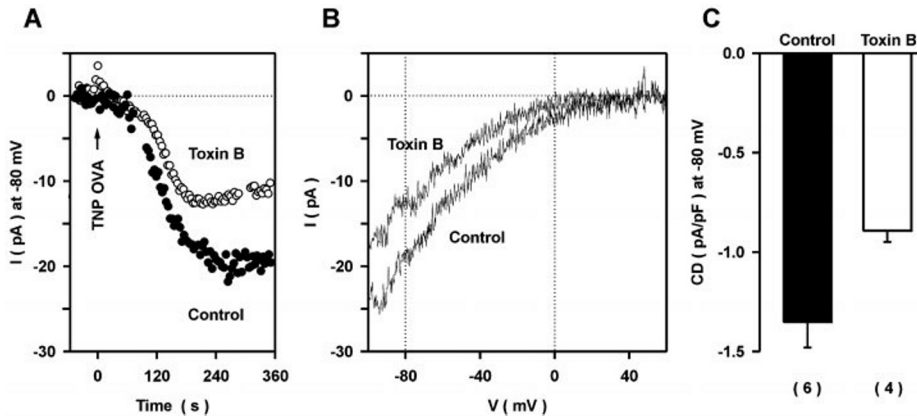 A
I ( pA ) at -80 mV
0
-10
-20
-30
TNP OVA
Toxin B
Control
0 120 240 360
Time ( s )
B
I ( pA )
0
-10
-20
-30
Toxin B
Control
-80 -40 0 40
V ( mV )
C
Control Toxin B
CD ( pA/pF ) at -80 mV
0.0
-0.5
-1.0
-1.5
( 6 ) ( 4 )